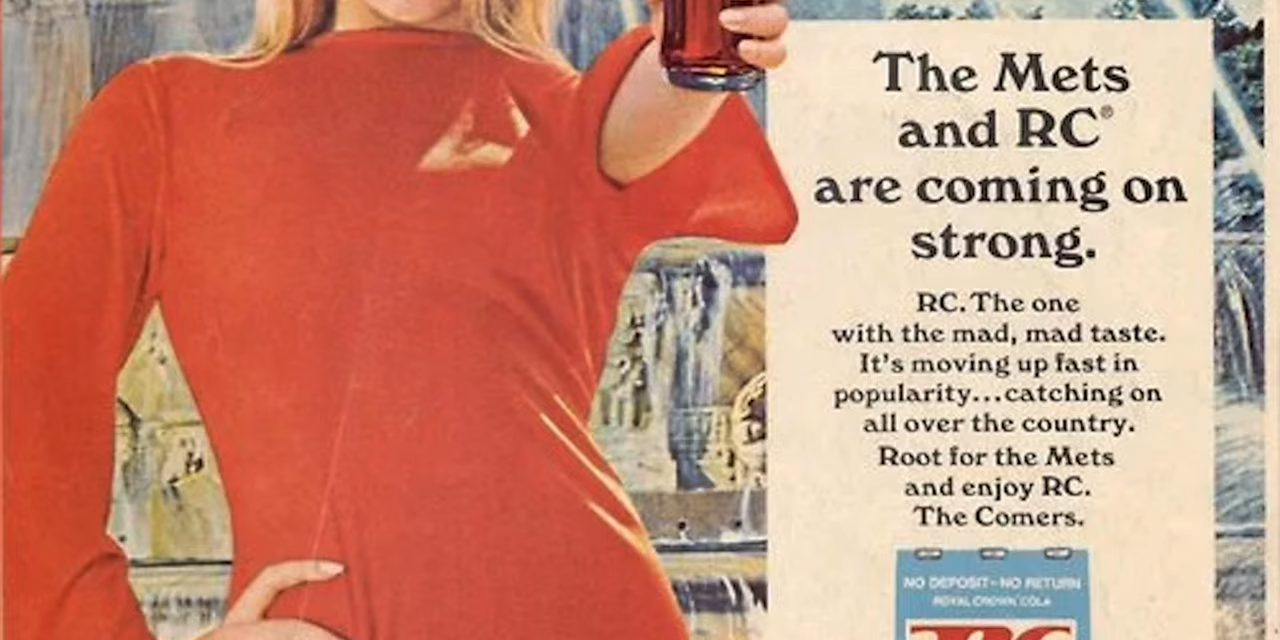 The Mets
and RC®
are coming on
strong.
RC. The one
with the mad, mad taste.
It's moving up fast in
popularity...catching on
all over the country.
Root for the Mets
and enjoy RC.
The Comers.
NO DEPOSIT-NO RETURN
ROYAL CROWN COLA
RC